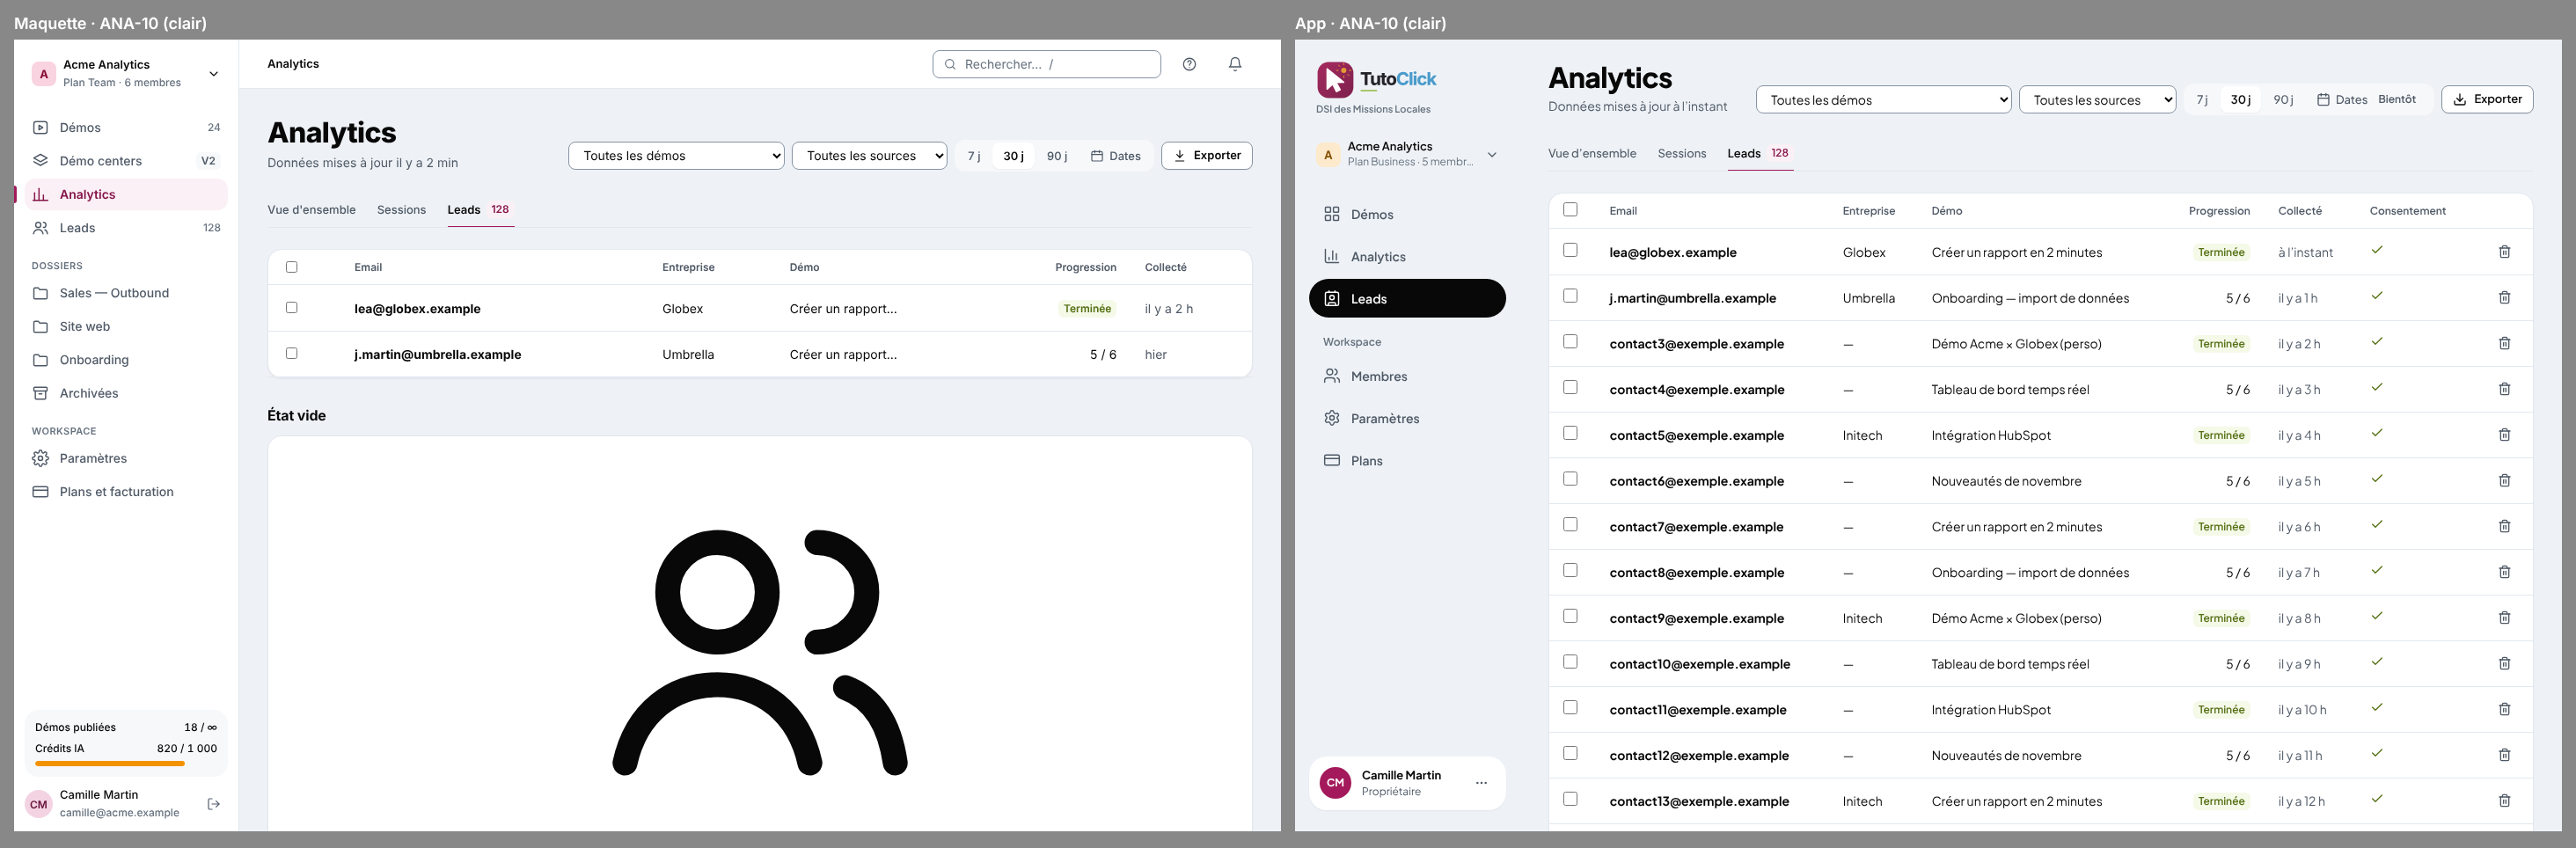 Maquette · ANA-10 (clair)
A
Acme Analytics
Plan Team · 6 membres
Démos 24
Démo centers V2
Analytics
Leads 128
DOSSIERS
Sales — Outbound
Site web
Onboarding
Archivées
WORKSPACE
Paramètres
Plans et facturation
Démos publiées 18 / ∞
Crédits IA 820 / 1 000
CM
Camille Martin
camille@acme.example
Analytics
Rechercher... /
Analytics
Données mises à jour il y a 2 min
Toutes les démos Toutes les sources 7 j 30 j 90 j Dates Exporter
Vue d'ensemble Sessions Leads 128
Email Entreprise Démo Progression Collecté
lea@globex.example Globex Créer un rapport... Terminée il y a 2 h
j.martin@umbrella.example Umbrella Créer un rapport... 5 / 6 hier
État vide
App · ANA-10 (clair)
TutoClick
DSI des Missions Locales
A
Acme Analytics
Plan Business · 5 membr...
Démos
Analytics
Leads
Workspace
Membres
Paramètres
Plans
CM
Camille Martin
Propriétaire
Analytics
Données mises à jour à l'instant
Toutes les démos Toutes les sources 7 j 30 j 90 j Dates Bientôt Exporter
Vue d'ensemble Sessions Leads 128
Email Entreprise Démo Progression Collecté Consentement
lea@globex.example Globex Créer un rapport en 2 minutes Terminée à l'instant
j.martin@umbrella.example Umbrella Onboarding — import de données 5 / 6 il y a 1 h
contact3@exemple.example — Démo Acme × Globex (perso) Terminée il y a 2 h
contact4@exemple.example — Tableau de bord temps réel 5 / 6 il y a 3 h
contact5@exemple.example Initech Intégration HubSpot Terminée il y a 4 h
contact6@exemple.example — Nouveautés de novembre 5 / 6 il y a 5 h
contact7@exemple.example — Créer un rapport en 2 minutes Terminée il y a 6 h
contact8@exemple.example — Onboarding — import de données 5 / 6 il y a 7 h
contact9@exemple.example Initech Démo Acme × Globex (perso) Terminée il y a 8 h
contact10@exemple.example — Tableau de bord temps réel 5 / 6 il y a 9 h
contact11@exemple.example — Intégration HubSpot Terminée il y a 10 h
contact12@exemple.example — Nouveautés de novembre 5 / 6 il y a 11 h
contact13@exemple.example Initech Créer un rapport en 2 minutes Terminée il y a 12 h